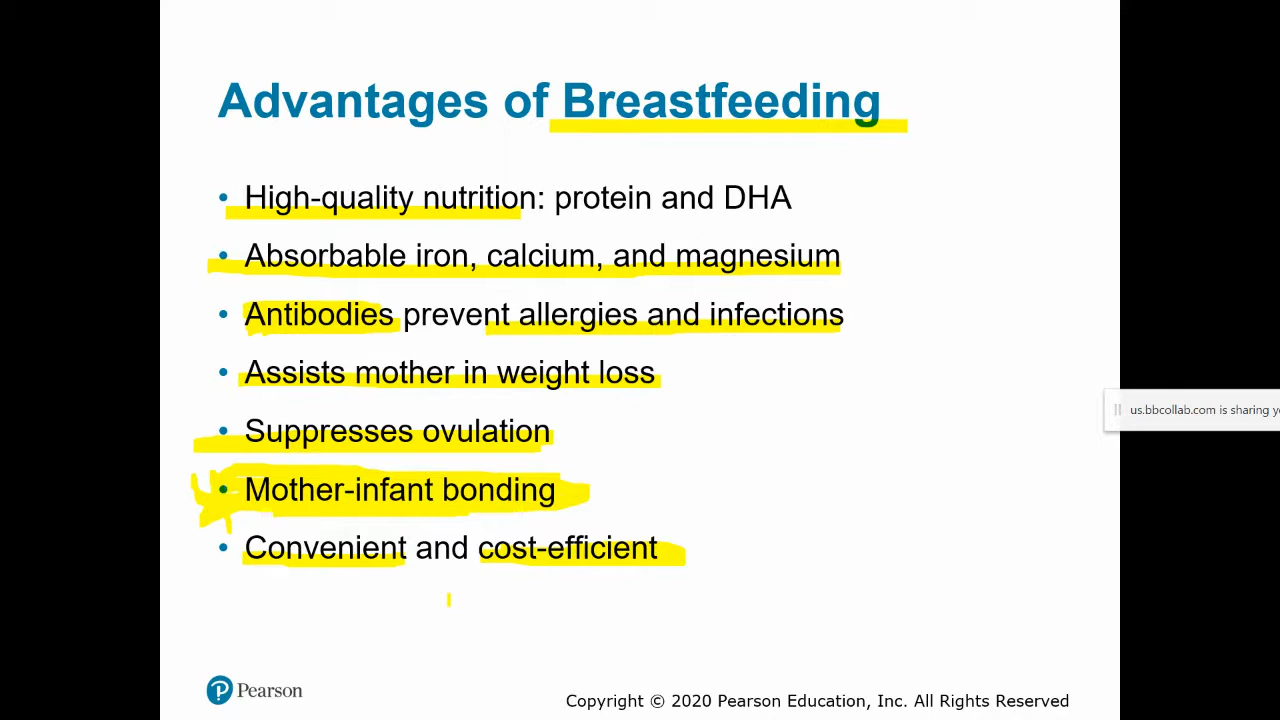 Advantages of Breastfeeding
• High-quality nutrition: protein and DHA
• Absorbable iron, calcium, and magnesium
• Antibodies prevent allergies and infections
• Assists mother in weight loss
• Suppresses ovulation
• Mother-infant bonding
• Convenient and cost-efficient
us.bbcollab.com is sharing
Pearson
Copyright © 2020 Pearson Education, Inc. All Rights Reserved